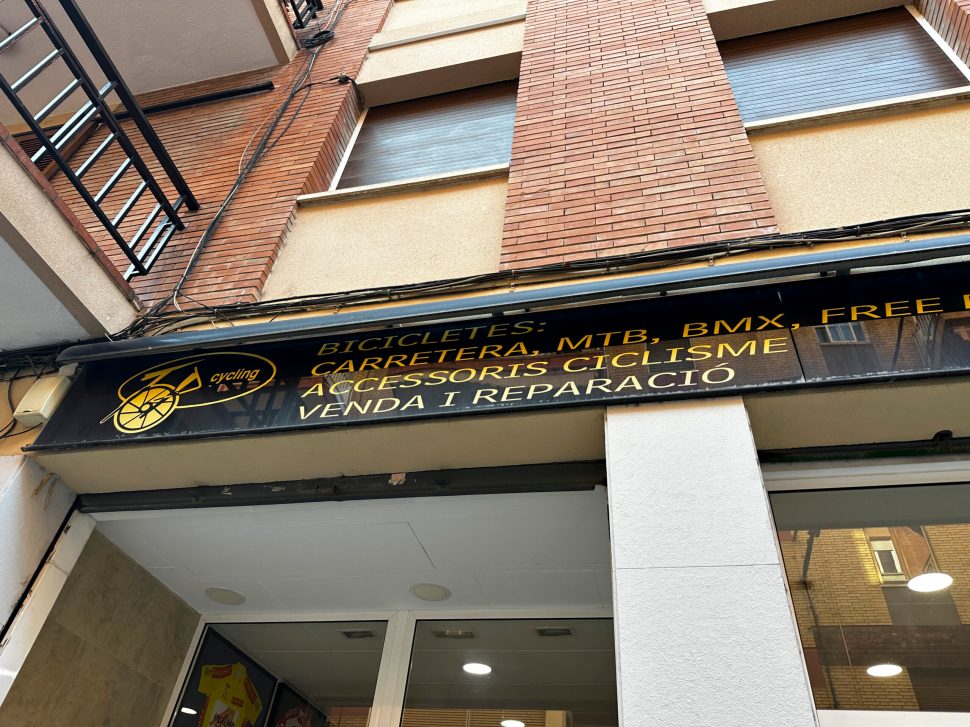 cycling
BICICLETES:
CARRETERA, MTB, BMX, FREE
ACCESSORIS CICLISME
VENDA I REPARACIÓ